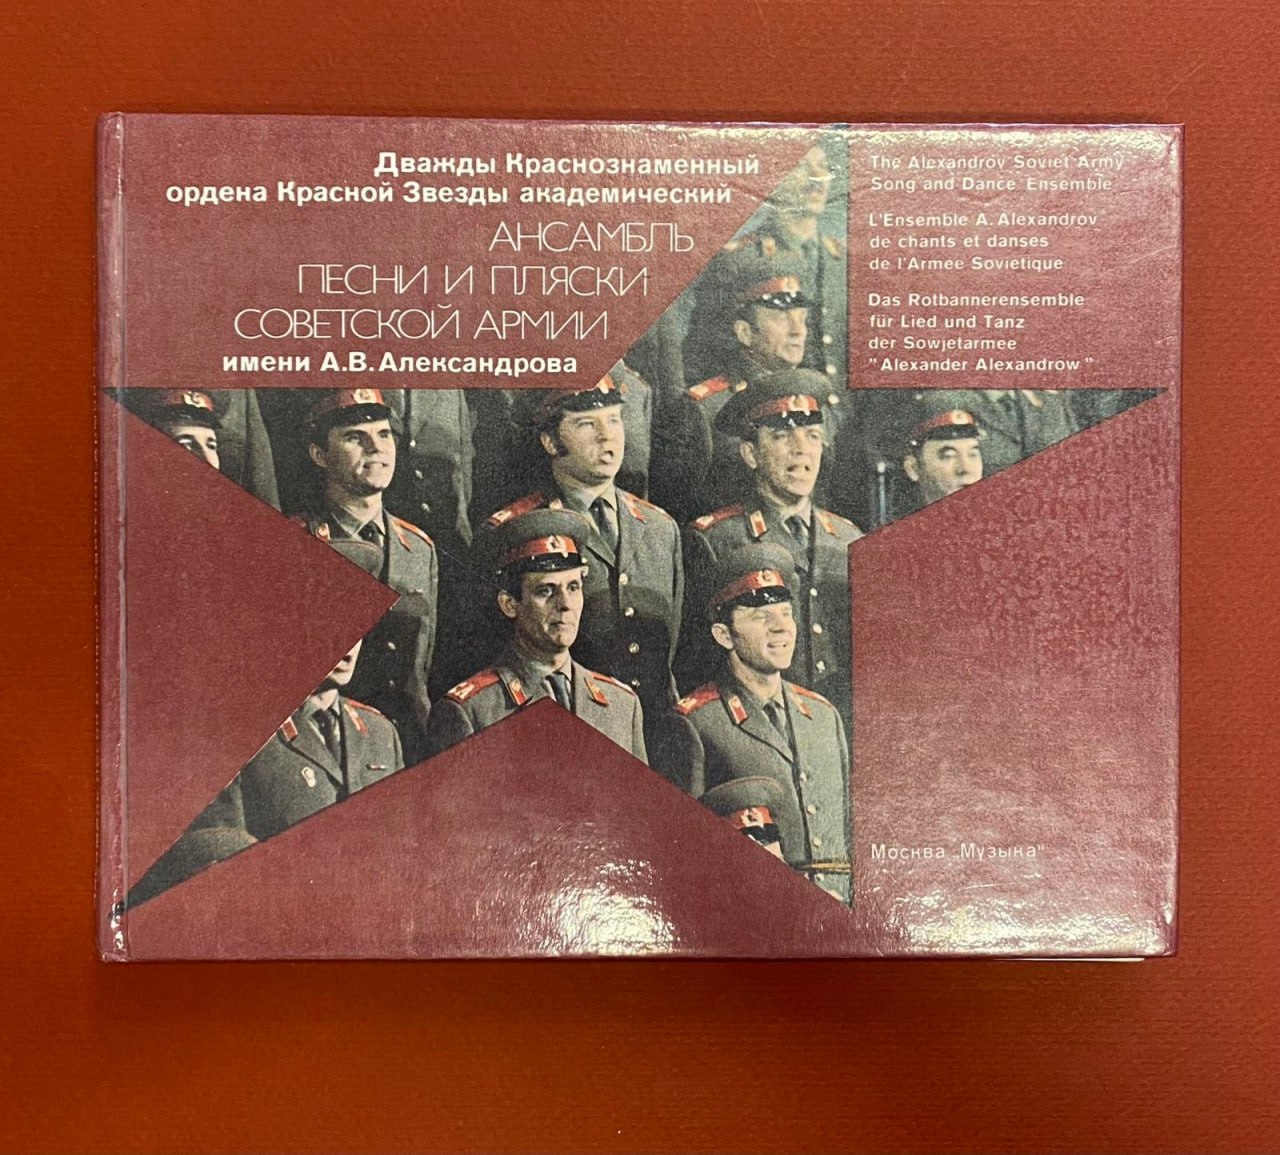 Дважды Краснознаменный
ордена Красной Звезды академический
АНСАМБЛЬ
ПЕСНИ И ПЛЯСКИ
СОВЕТСКОЙ АРМИИ
имени А.В.Александрова
The Alexandrov Soviet Army
Song and Dance Ensemble
L'Ensemble A. Alexandrov
de chants et danses
de l'Armee Sovietique
Das Rotbannerensemble
für Lied und Tanz
der Sowjetarmee
"Alexander Alexandrow"
Москва „Музыка“